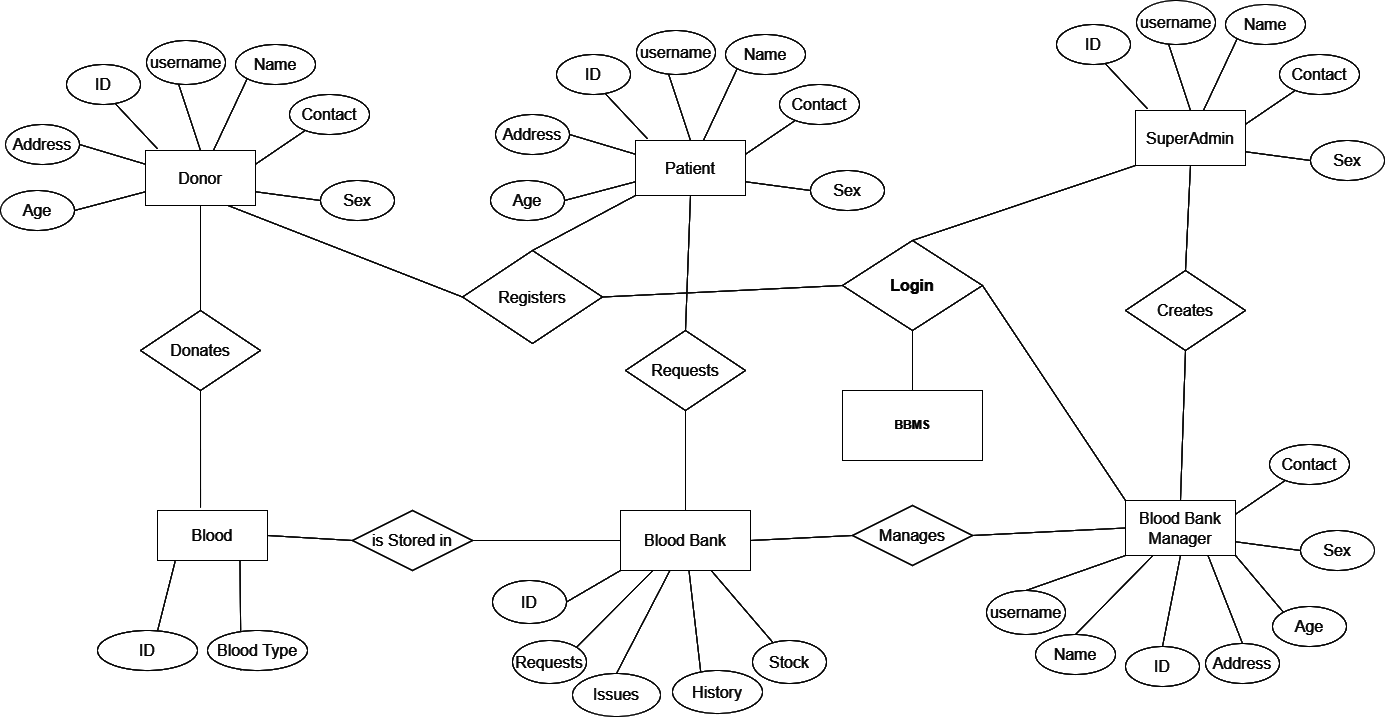 username
Name
ID
Contact
SuperAdmin
Sex
username
Name
ID
Contact
Address
Donor
Age
Sex
username
Name
ID
Contact
Address
Patient
Age
Sex
Registers
Login
Creates
Donates
Requests
BBMS
Blood
is Stored in
Blood Bank
Manages
Blood Bank
Manager
Contact
Sex
ID
Blood Type
ID
Requests
Issues
History
Stock
username
Name
ID
Address
Age